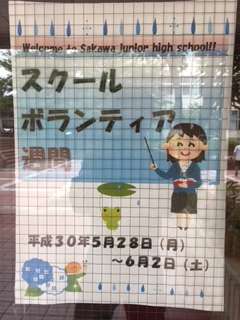 Welcome to Sakawa junior high school!!
スクール
ボランティア
週間
平成30年5月28日（月）
～6月2日（土）